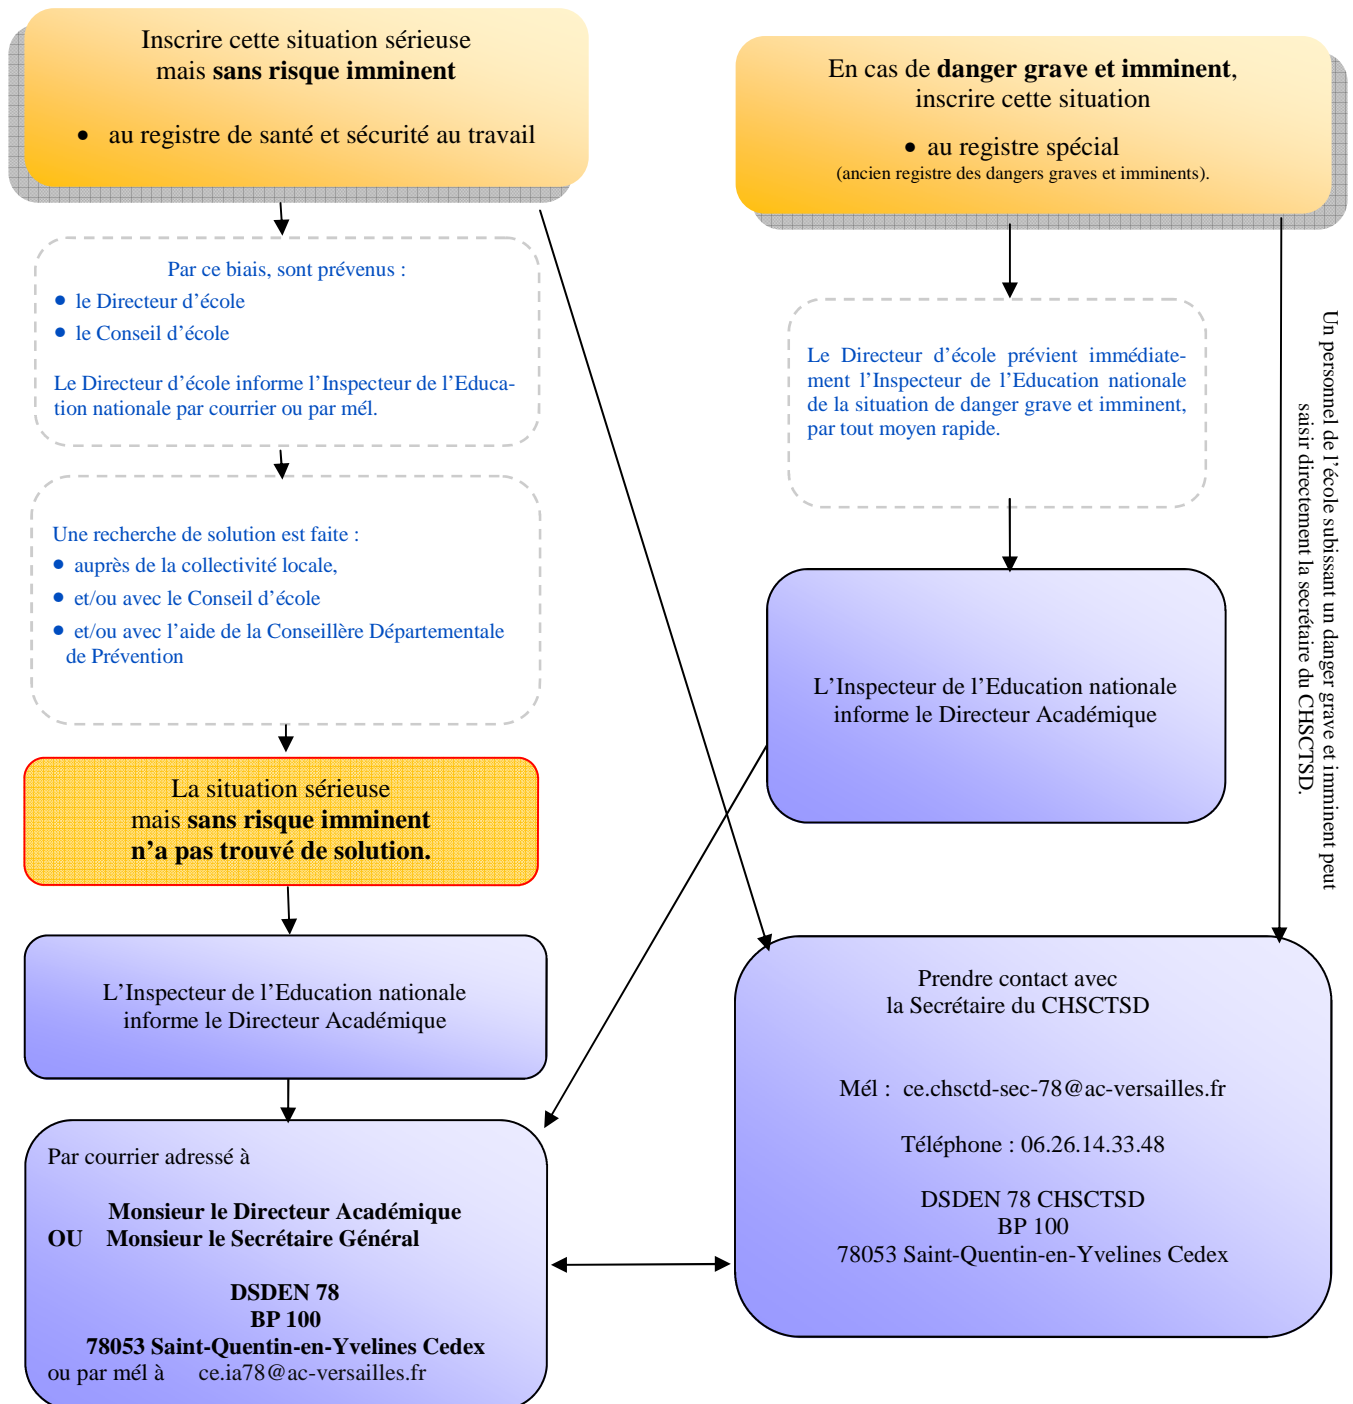 Inscrire cette situation sérieuse
mais sans risque imminent
• au registre de santé et sécurité au travail
Par ce biais, sont prévenus :
• le Directeur d’école
• le Conseil d’école
Le Directeur d’école informe l’Inspecteur de l’Educa-
tion nationale par courrier ou par mél.
Une recherche de solution est faite :
• auprès de la collectivité locale,
• et/ou avec le Conseil d’école
• et/ou avec l’aide de la Conseillère Départementale
de Prévention
La situation sérieuse
mais sans risque imminent
n’a pas trouvé de solution.
L’Inspecteur de l’Education nationale
informe le Directeur Académique
Par courrier adressé à
Monsieur le Directeur Académique
OU Monsieur le Secrétaire Général
DSDEN 78
BP 100
78053 Saint-Quentin-en-Yvelines Cedex
ou par mél à ce.ia78@ac-versailles.fr
En cas de danger grave et imminent,
inscrire cette situation
• au registre spécial
(ancien registre des dangers graves et imminents).
Le Directeur d’école prévient immédiate-
ment l’Inspecteur de l’Education nationale
de la situation de danger grave et imminent,
par tout moyen rapide.
L’Inspecteur de l’Education nationale
informe le Directeur Académique
Un personnel de l’école subissant un danger grave et imminent peut
saisir directement la secrétaire du CHSCTSD.
Prendre contact avec
la Secrétaire du CHSCTSD
Mél : ce.chsctd-sec-78@ac-versailles.fr
Téléphone : 06.26.14.33.48
DSDEN 78 CHSCTSD
BP 100
78053 Saint-Quentin-en-Yvelines Cedex